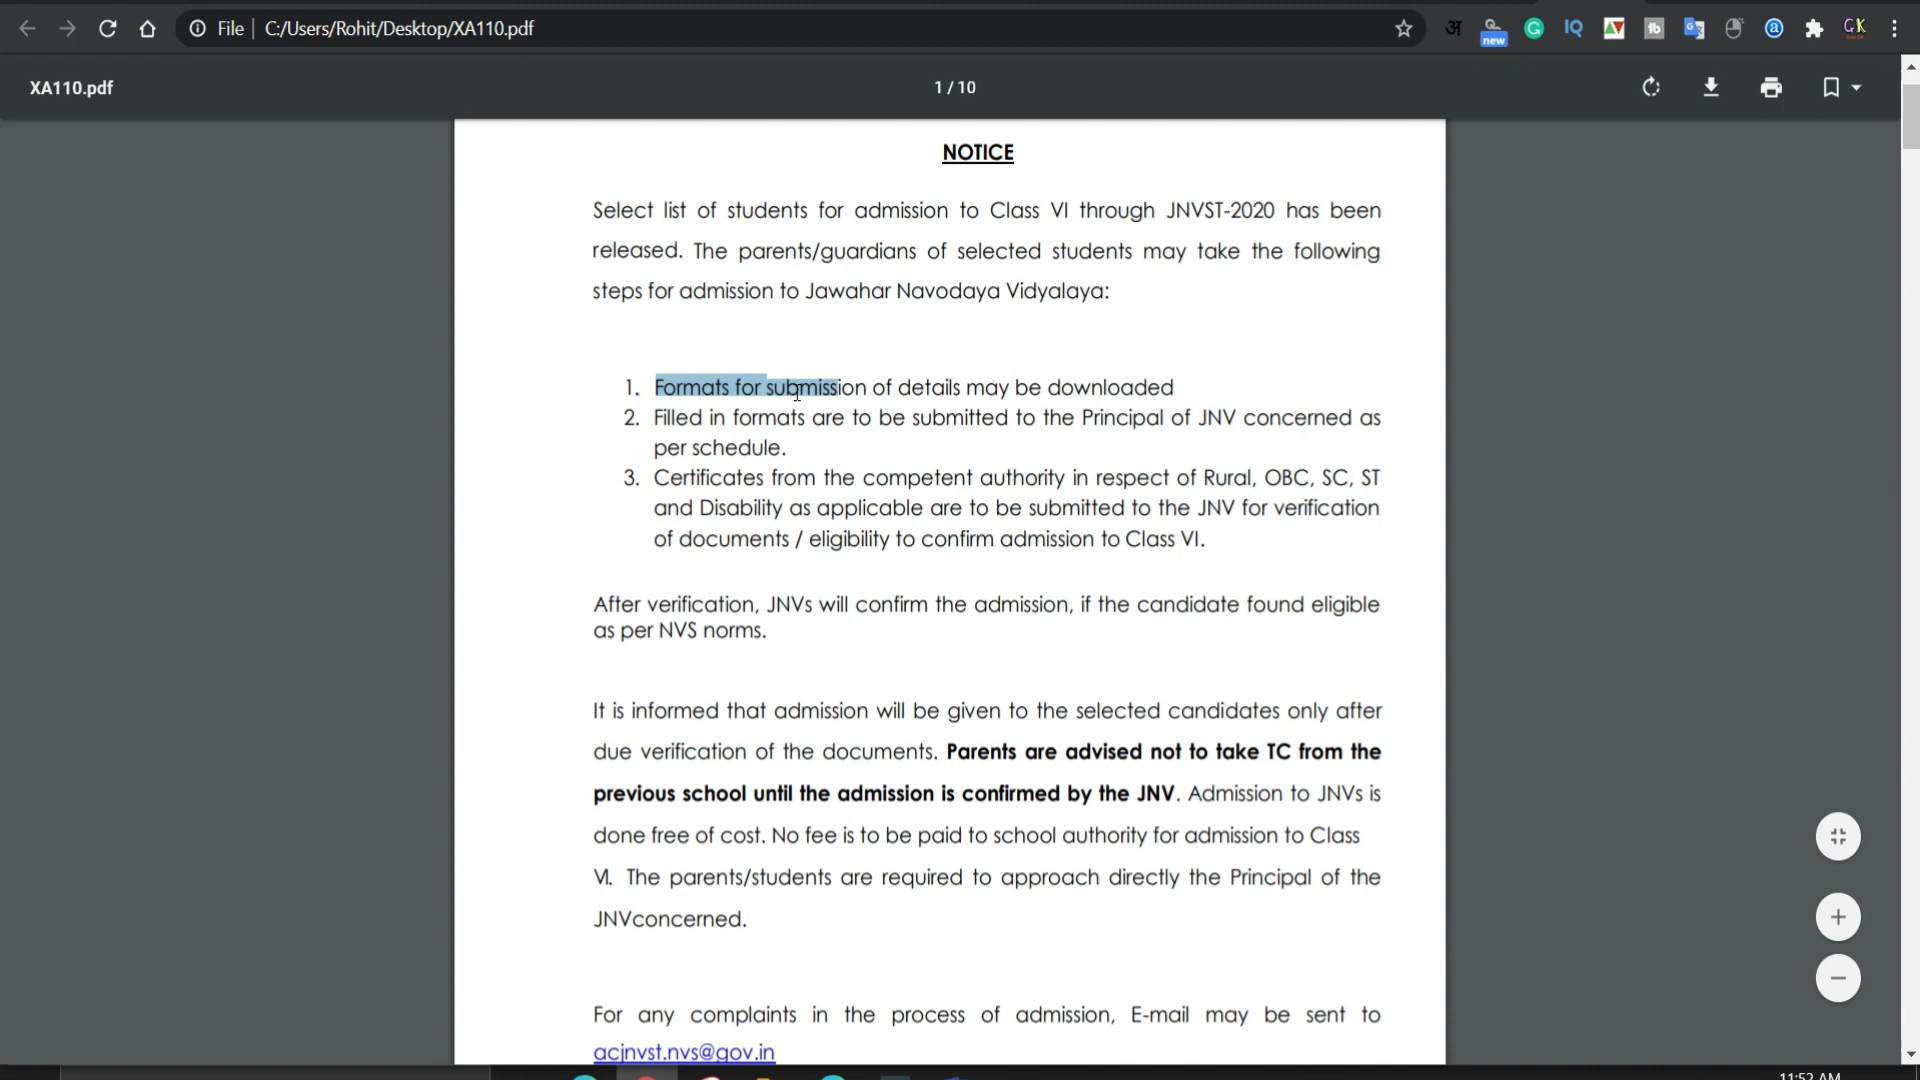 File C:/Users/Rohit/Desktop/XA110.pdf
अ new G IQ tb G a GK
XA110.pdf
1 / 10
NOTICE
Select list of students for admission to Class VI through JNVST-2020 has been
released. The parents/guardians of selected students may take the following
steps for admission to Jawahar Navodaya Vidyalaya:
1. Formats for submission of details may be downloaded
2. Filled in formats are to be submitted to the Principal of JNV concerned as
per schedule.
3. Certificates from the competent authority in respect of Rural, OBC, SC, ST
and Disability as applicable are to be submitted to the JNV for verification
of documents / eligibility to confirm admission to Class VI.
After verification, JNVs will confirm the admission, if the candidate found eligible
as per NVS norms.
It is informed that admission will be given to the selected candidates only after
due verification of the documents. Parents are advised not to take TC from the
previous school until the admission is confirmed by the JNV. Admission to JNVs is
done free of cost. No fee is to be paid to school authority for admission to Class
VI. The parents/students are required to approach directly the Principal of the
JNVconcerned.
For any complaints in the process of admission, E-mail may be sent to
acjnvst.nvs@gov.in
11:52 AM